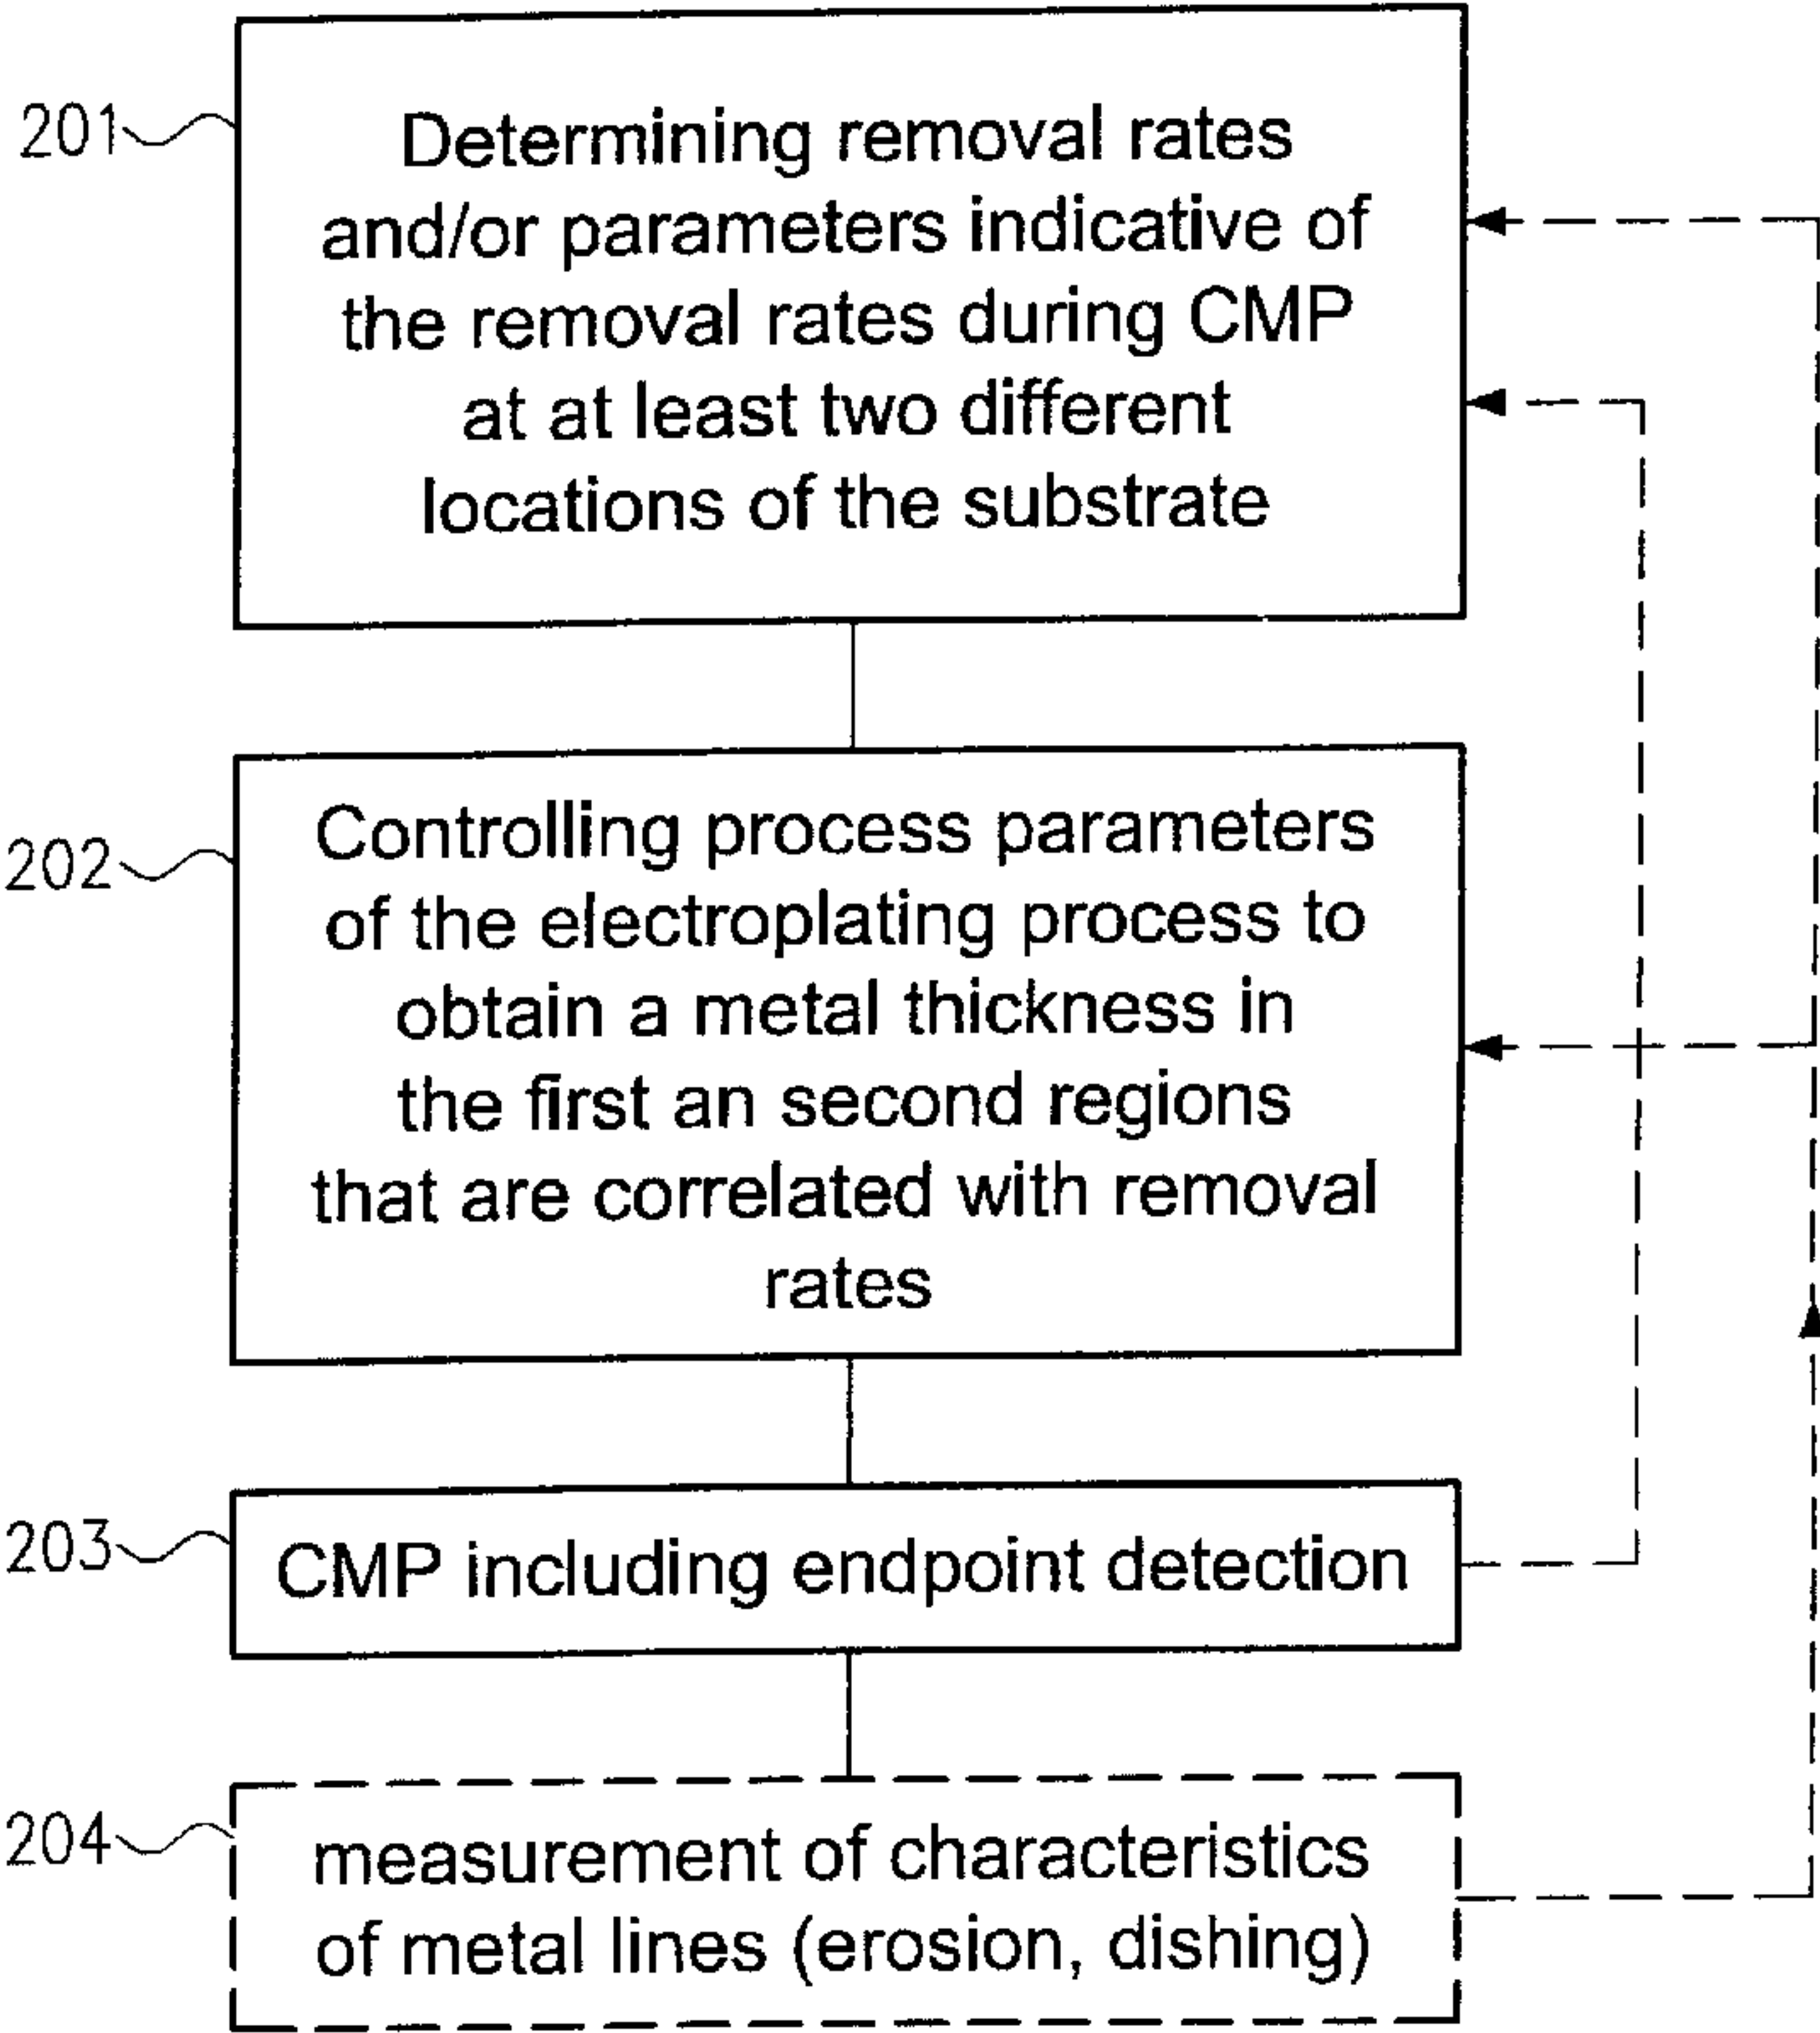 201
Determining removal rates
and/or parameters indicative of
the removal rates during CMP
at at least two different
locations of the substrate
202
Controlling process parameters
of the electroplating process to
obtain a metal thickness in
the first an second regions
that are correlated with removal
rates
203
CMP including endpoint detection
204
measurement of characteristics
of metal lines (erosion, dishing)